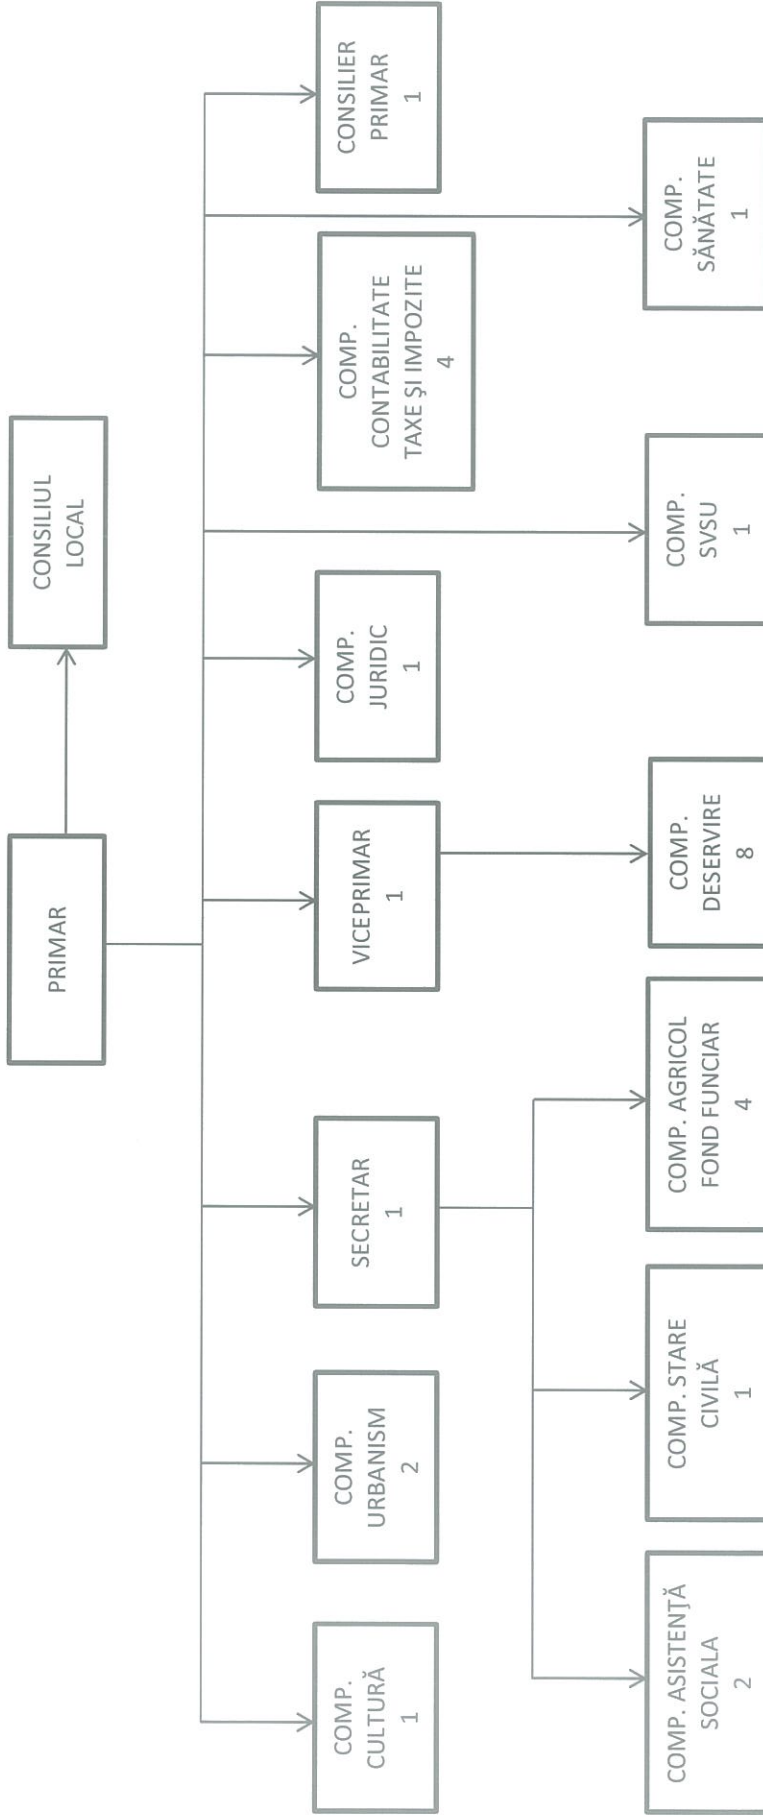 PRIMAR
CONSILIUL
LOCAL
COMP.
CULTURĂ
1
COMP.
URBANISM
2
SECRETAR
1
VICEPRIMAR
1
COMP.
JURIDIC
1
COMP.
CONTABILITATE
TAXE ŞI IMPOZITE
4
CONSILIER
PRIMAR
1
COMP. ASISTENŢĂ
SOCIALA
2
COMP. STARE
CIVILĂ
1
COMP. AGRICOL
FOND FUNCIAR
4
COMP.
DESERVIRE
8
COMP.
SVSU
1
COMP.
SĂNĂTATE
1